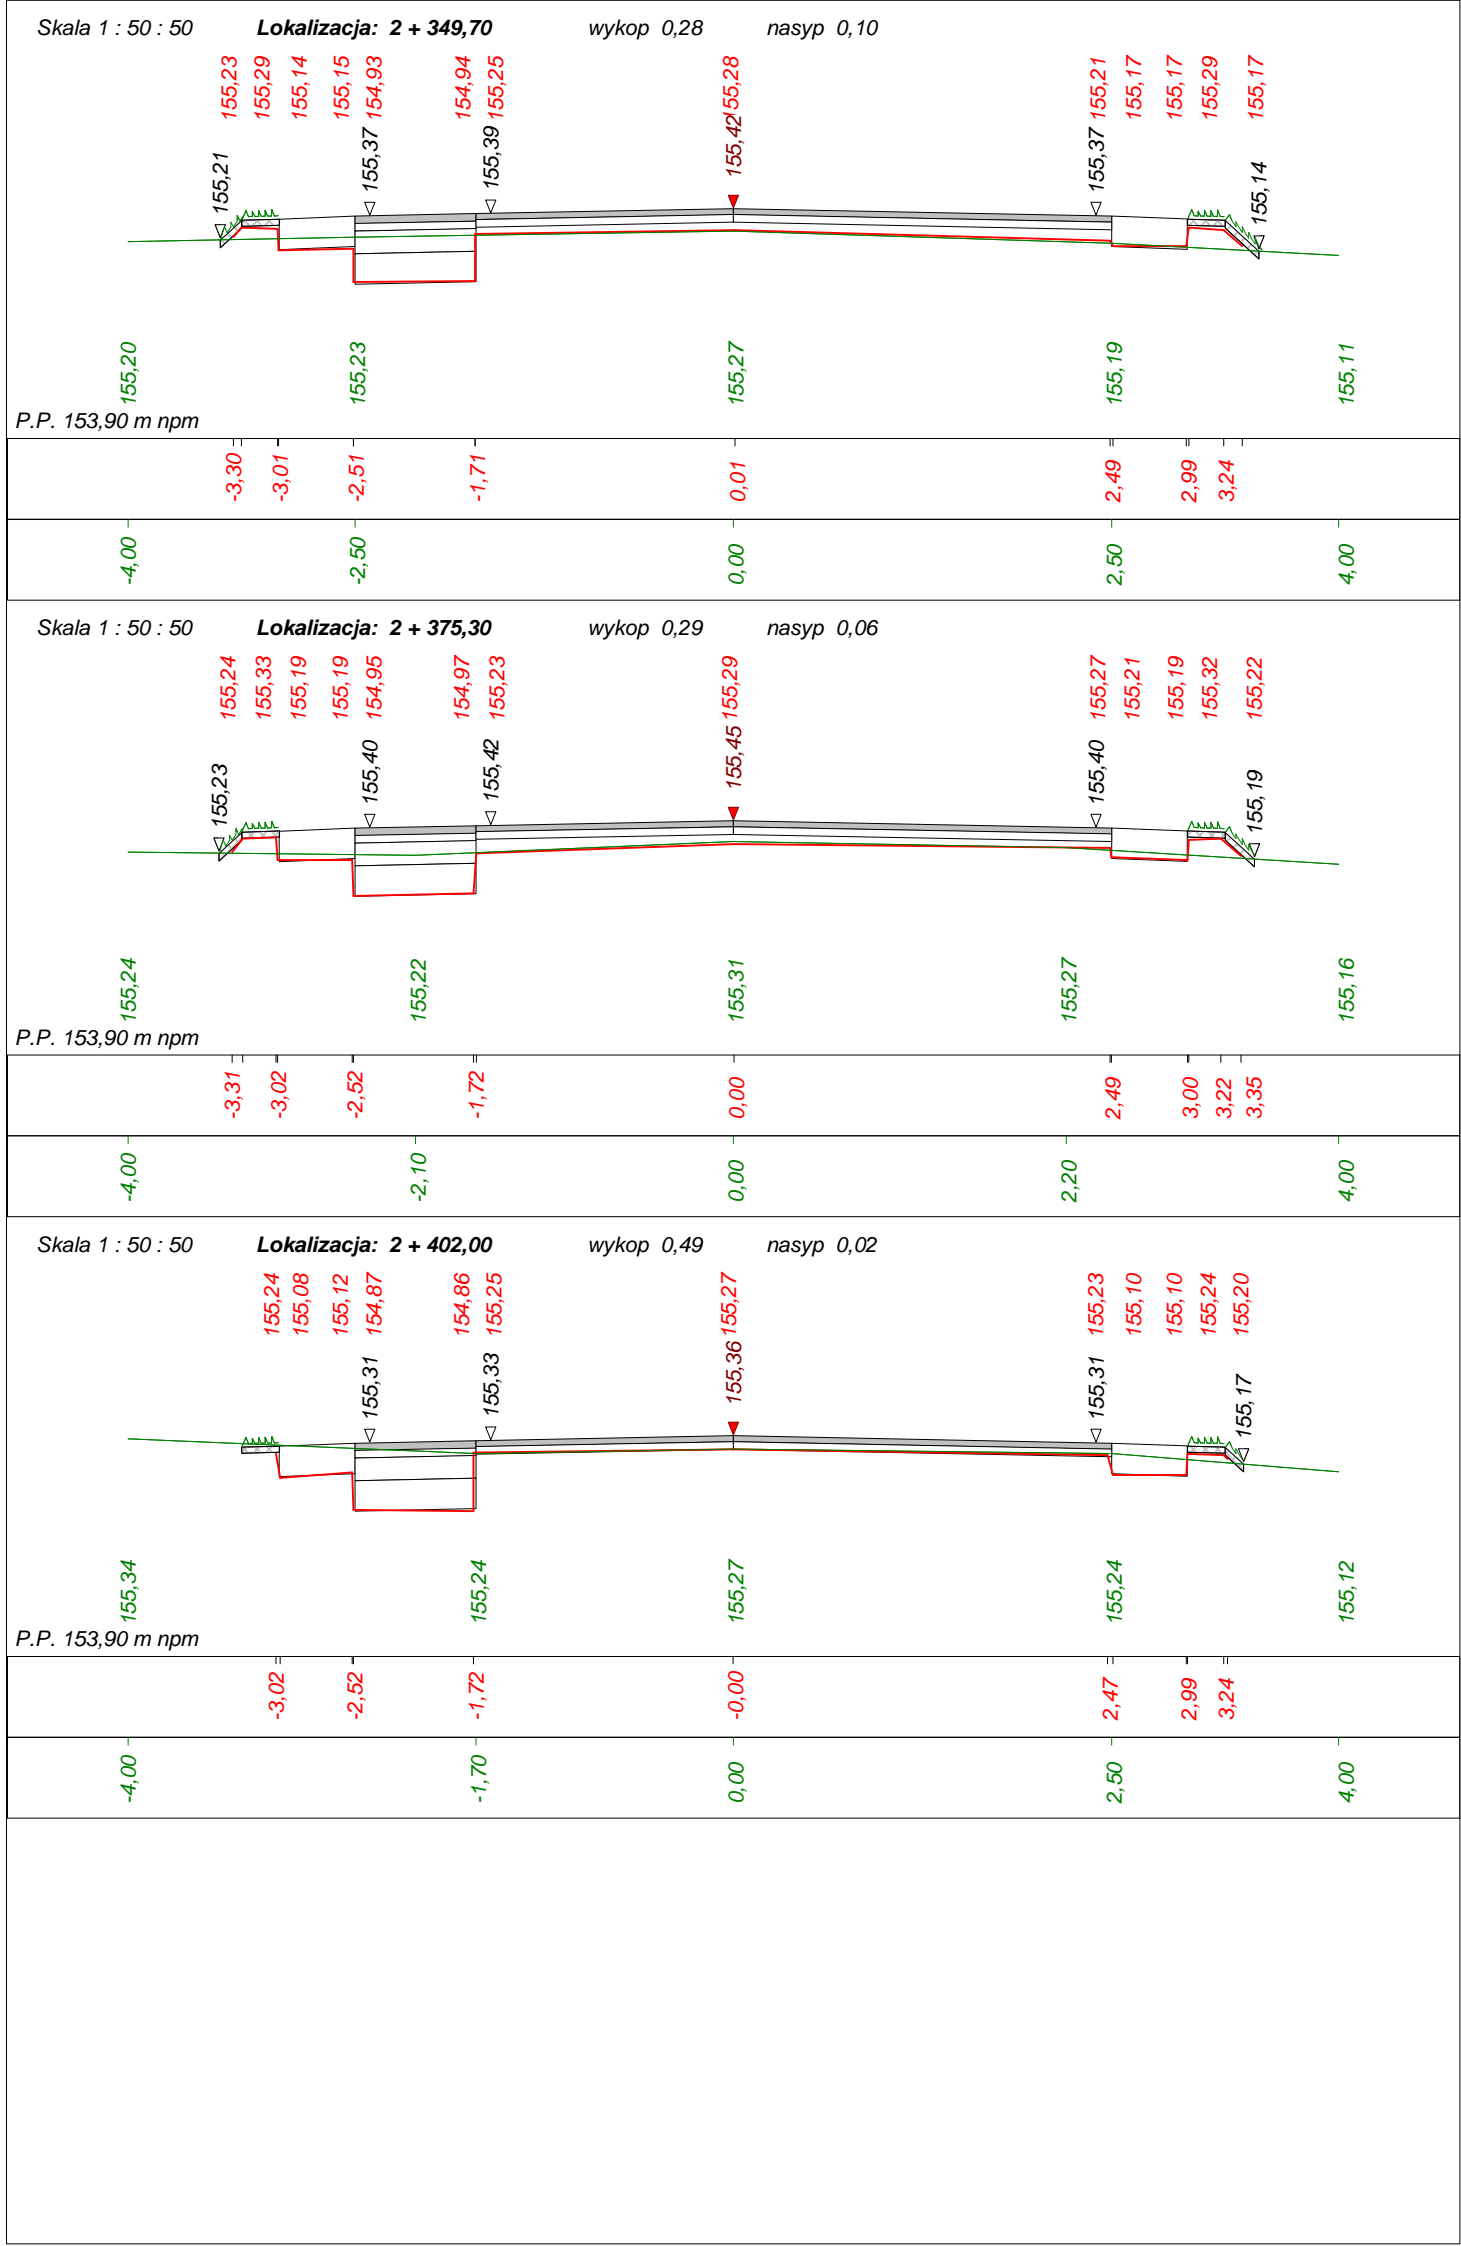 Skala 1 : 50 : 50 Lokalizacja: 2 + 349,70 wykop 0,28 nasyp 0,10
155,23 155,29 155,14 155,15 154,93 154,94 155,25 155,28 155,21 155,17 155,17 155,29 155,17
155,21 155,37 155,39 155,42 155,37 155,14
155,20 155,23 155,27 155,19 155,11
P.P. 153,90 m npm
-3,30 -3,01 -2,51 -1,71 0,01 2,49 2,99 3,24
-4,00 -2,50 0,00 2,50 4,00
Skala 1 : 50 : 50 Lokalizacja: 2 + 375,30 wykop 0,29 nasyp 0,06
155,24 155,33 155,19 155,19 154,95 154,97 155,23 155,29 155,27 155,21 155,19 155,32 155,22
155,23 155,40 155,42 155,45 155,40 155,19
155,24 155,22 155,31 155,27 155,16
P.P. 153,90 m npm
-3,31 -3,02 -2,52 -1,72 0,00 2,49 3,00 3,22 3,35
-4,00 -2,10 0,00 2,20 4,00
Skala 1 : 50 : 50 Lokalizacja: 2 + 402,00 wykop 0,49 nasyp 0,02
155,24 155,08 155,12 154,87 154,86 155,25 155,27 155,23 155,10 155,10 155,24 155,20
155,31 155,33 155,36 155,31 155,17
155,34 155,24 155,27 155,24 155,12
P.P. 153,90 m npm
-3,02 -2,52 -1,72 -0,00 2,47 2,99 3,24
-4,00 -1,70 0,00 2,50 4,00